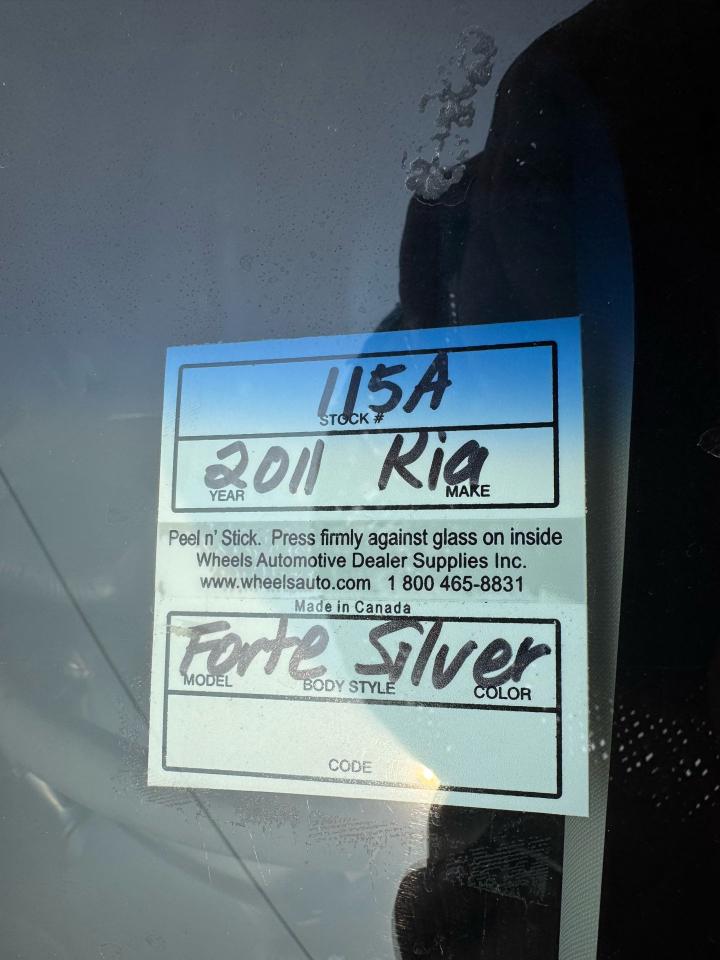 115A
STOCK #
2011 Kia
YEAR MAKE
Peel n' Stick. Press firmly against glass on inside
Wheels Automotive Dealer Supplies Inc.
www.wheelsauto.com 1 800 465-8831
Made in Canada
Forte Silver
MODEL BODY STYLE COLOR
CODE